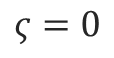 ς = 0